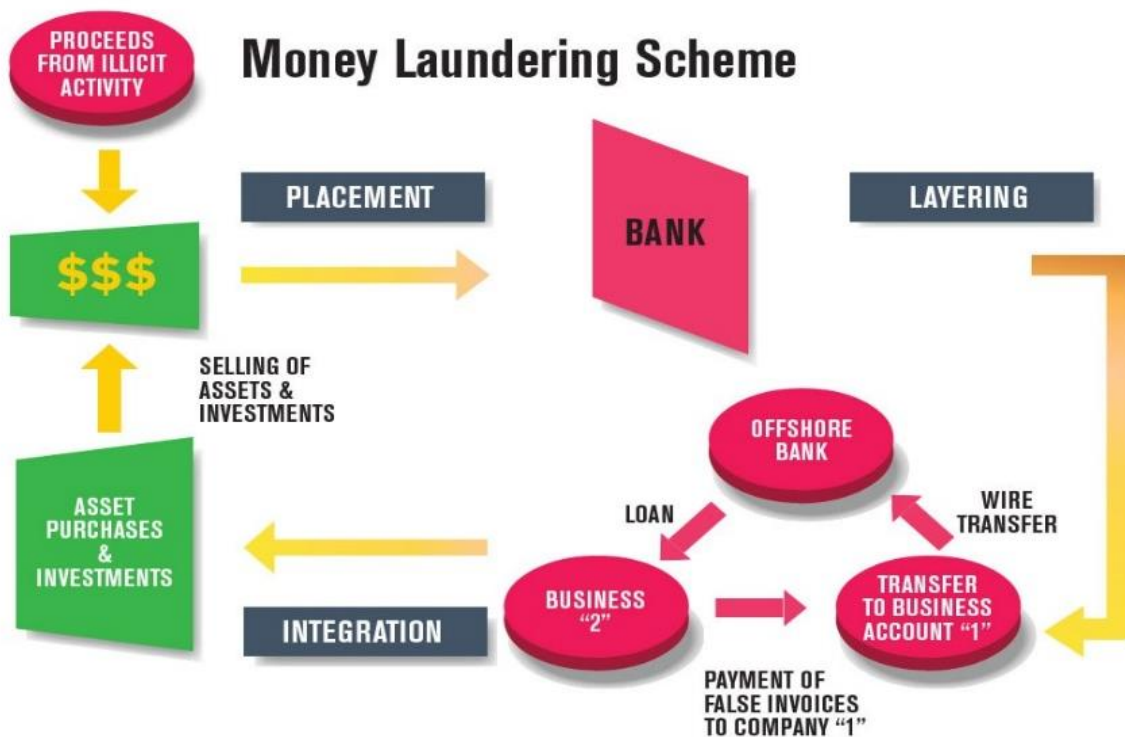 PROCEEDS
FROM ILLICIT
ACTIVITY
Money Laundering Scheme
PLACEMENT
BANK
LAYERING
$$$
SELLING OF
ASSETS &
INVESTMENTS
OFFSHORE
BANK
LOAN
WIRE
TRANSFER
ASSET
PURCHASES
&
INVESTMENTS
BUSINESS
“2”
TRANSFER
TO BUSINESS
ACCOUNT “1”
INTEGRATION
PAYMENT OF
FALSE INVOICES
TO COMPANY “1”